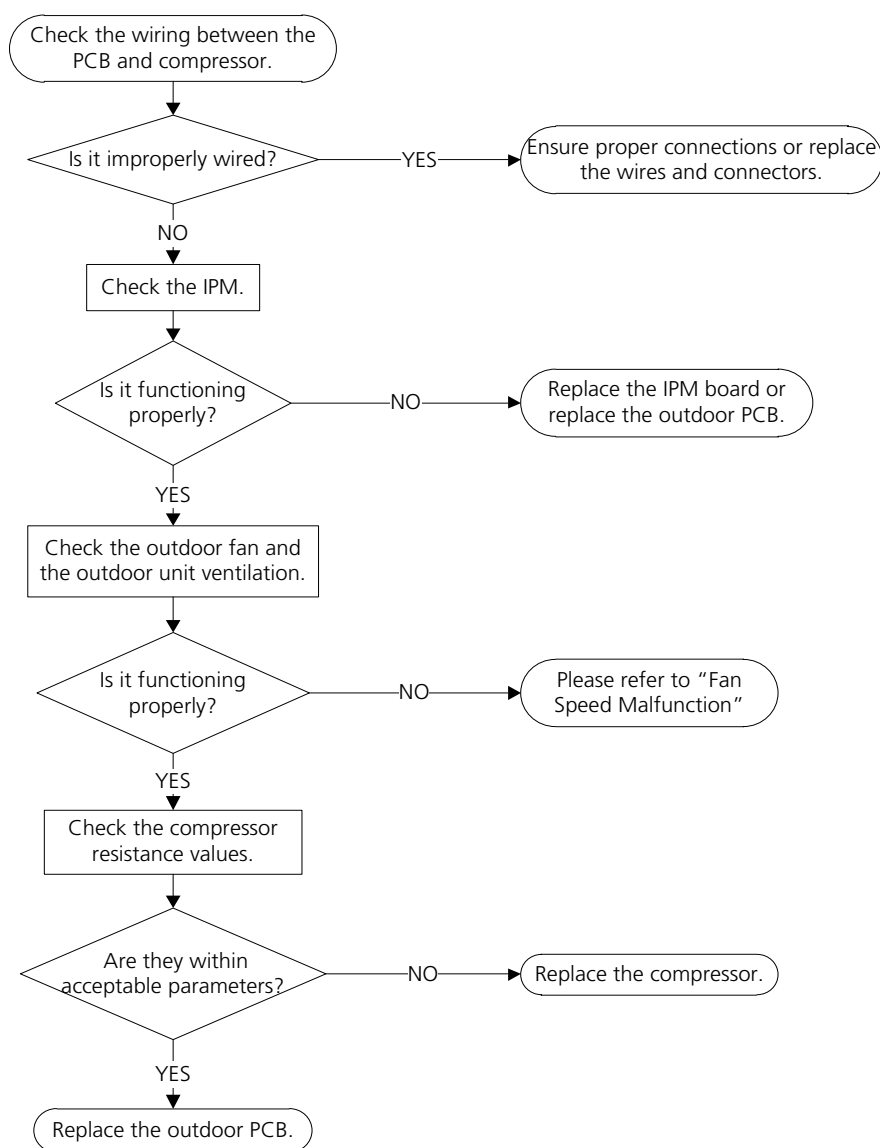 Check the wiring between the
PCB and compressor.
Is it improperly wired?
YES
Ensure proper connections or replace
the wires and connectors.
NO
Check the IPM.
Is it functioning
properly?
NO
Replace the IPM board or
replace the outdoor PCB.
YES
Check the outdoor fan and
the outdoor unit ventilation.
Is it functioning
properly?
NO
Please refer to “Fan
Speed Malfunction”
YES
Check the compressor
resistance values.
Are they within
acceptable parameters?
NO
Replace the compressor.
YES
Replace the outdoor PCB.